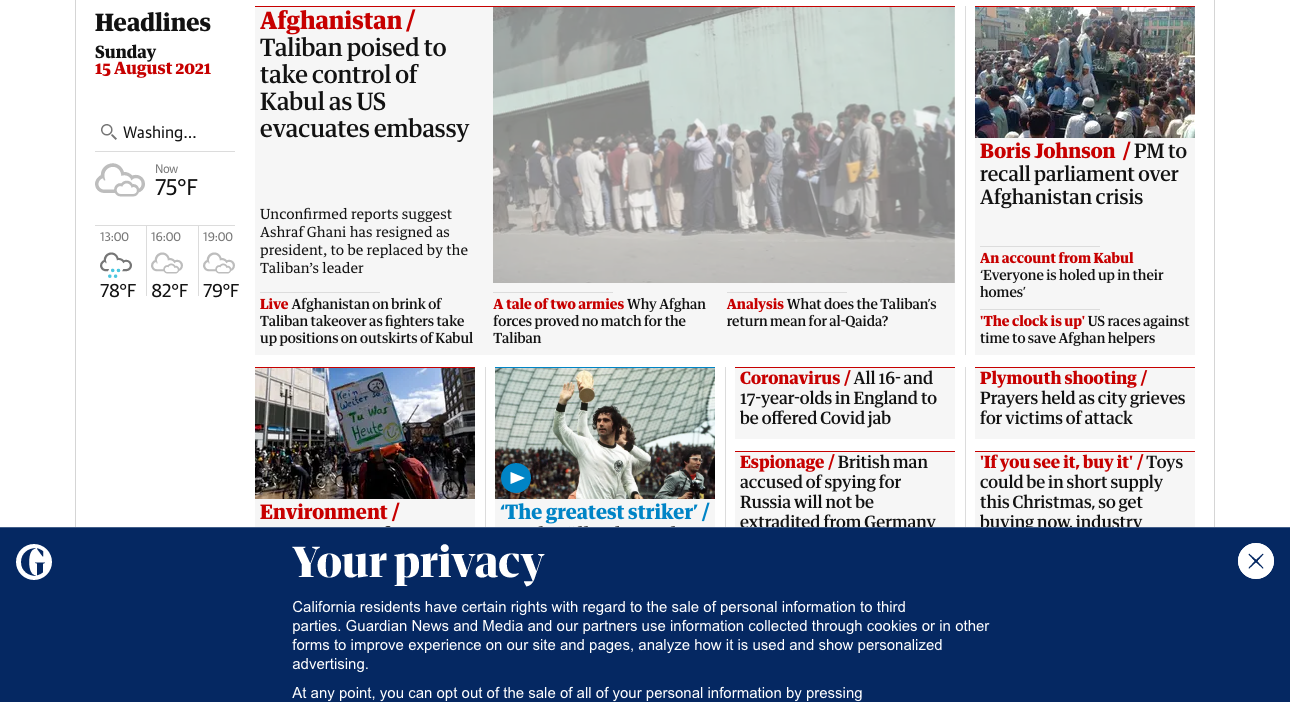 Headlines
Sunday
15 August 2021
Washing...
Now
75°F
13:00
16:00
19:00
78°F
82°F
79°F
Afghanistan /
Taliban poised to
take control of
Kabul as US
evacuates embassy
Unconfirmed reports suggest
Ashraf Ghani has resigned as
president, to be replaced by the
Taliban's leader
Live Afghanistan on brink of
Taliban takeover as fighters take
up positions on outskirts of Kabul
A tale of two armies Why Afghan
forces proved no match for the
Taliban
Analysis What does the Taliban's
return mean for al-Qaida?
Boris Johnson / PM to
recall parliament over
Afghanistan crisis
An account from Kabul
‘Everyone is holed up in their
homes’
'The clock is up' US races against
time to save Afghan helpers
Kein
Weiter so
Tu Was
Heute
Environment /
‘The greatest striker’ /
Coronavirus / All 16- and
17-year-olds in England to
be offered Covid jab
Espionage / British man
accused of spying for
Russia will not be
extradited from Germany
Plymouth shooting /
Prayers held as city grieves
for victims of attack
'If you see it, buy it' / Toys
could be in short supply
this Christmas, so get
buying now, industry
G
Your privacy
California residents have certain rights with regard to the sale of personal information to third
parties. Guardian News and Media and our partners use information collected through cookies or in other
forms to improve experience on our site and pages, analyze how it is used and show personalized
advertising.
At any point, you can opt out of the sale of all of your personal information by pressing